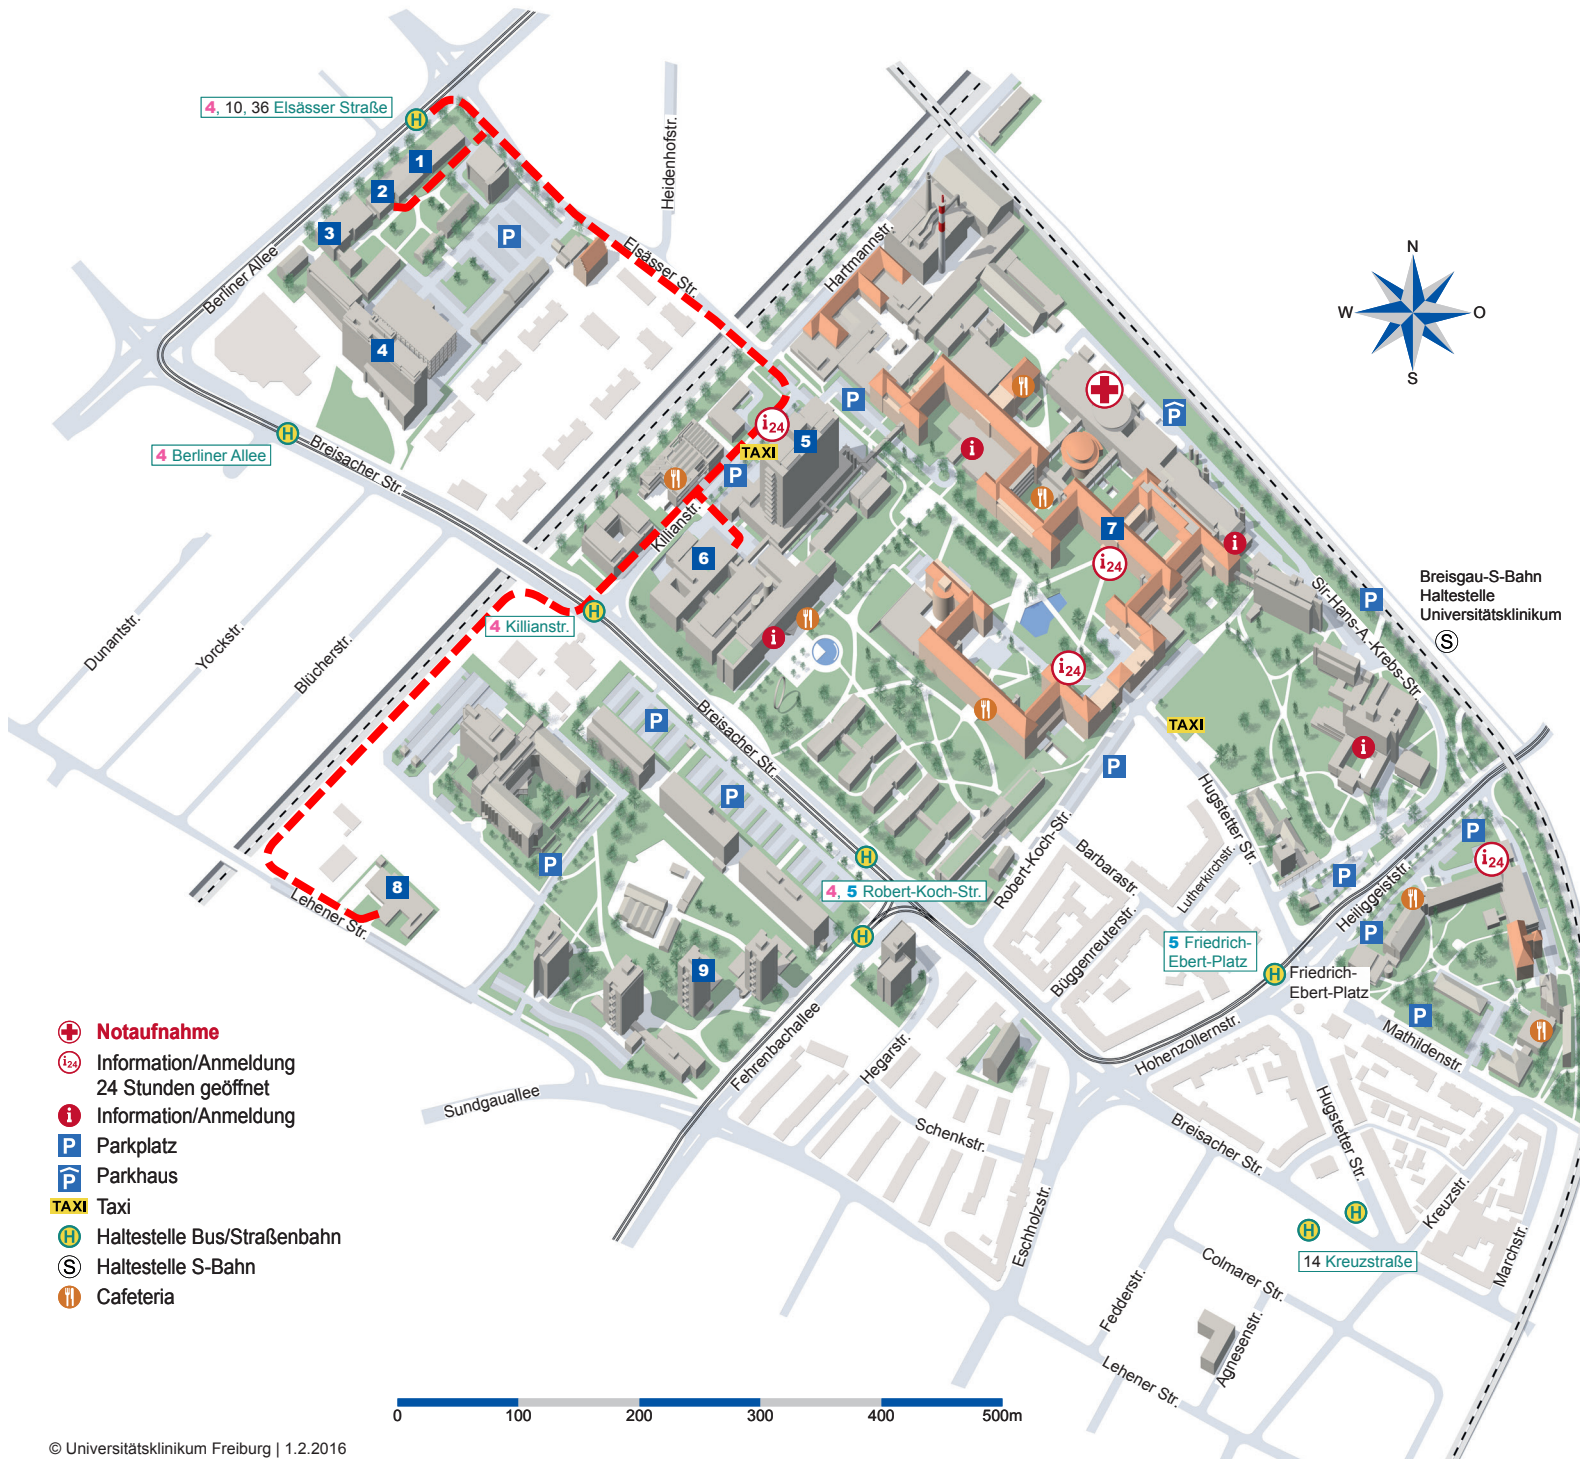 4, 10, 36 Elsässer Straße
H
1
2
3
P
4
Berliner Allee
Elsässer Str.
Heidenhofstr.
Hartmannstr.
N
W
O
S
H
4 Berliner Allee
Breisacher Str.
P
i24
5
TAXI
P
i
P
7
i24
i
Killianstr.
6
H
4 Killianstr.
i
i24
Sir-Hans-A.-Krebs-Str.
P
Breisgau-S-Bahn
Haltestelle
Universitätsklinikum
S
Dunantstr.
Yorckstr.
Blücherstr.
P
Breisacher Str.
TAXI
i
P
P
Hugstetter Str.
Robert-Koch-Str.
Barbarastr.
Lutherkirchstr.
Büggenreuterstr.
P
i24
P
Heiliggeiststr.
P
H
4, 5 Robert-Koch-Str.
H
P
8
Lehener Str.
9
5 Friedrich-
Ebert-Platz
H
Friedrich-
Ebert-Platz
P
Mathildenstr.
Hohenzollernstr.
Fehrenbachallee
Hegarstr.
Sundgauallee
Schenkstr.
Eschholzstr.
Breisacher Str.
Hugstetter Str.
Kreuzstr.
Marchstr.
H
H
14 Kreuzstraße
Colmarer Str.
Fedderstr.
Agnesenstr.
Lehener Str.
Notaufnahme
i24 Information/Anmeldung
24 Stunden geöffnet
i Information/Anmeldung
P Parkplatz
P Parkhaus
TAXI Taxi
H Haltestelle Bus/Straßenbahn
S Haltestelle S-Bahn
Cafeteria
0 100 200 300 400 500m
© Universitätsklinikum Freiburg | 1.2.2016